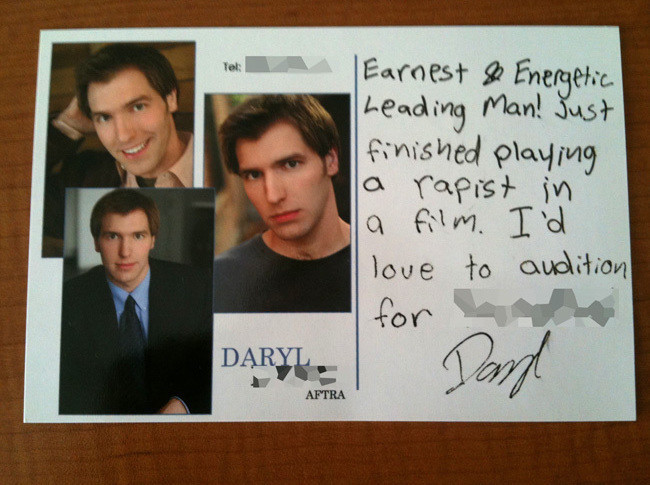 Tel:
DARYL
AFTRA
Earnest & Energetic
Leading Man! Just
finished playing
a rapist in
a film. I'd
love to audition
for
Daryl